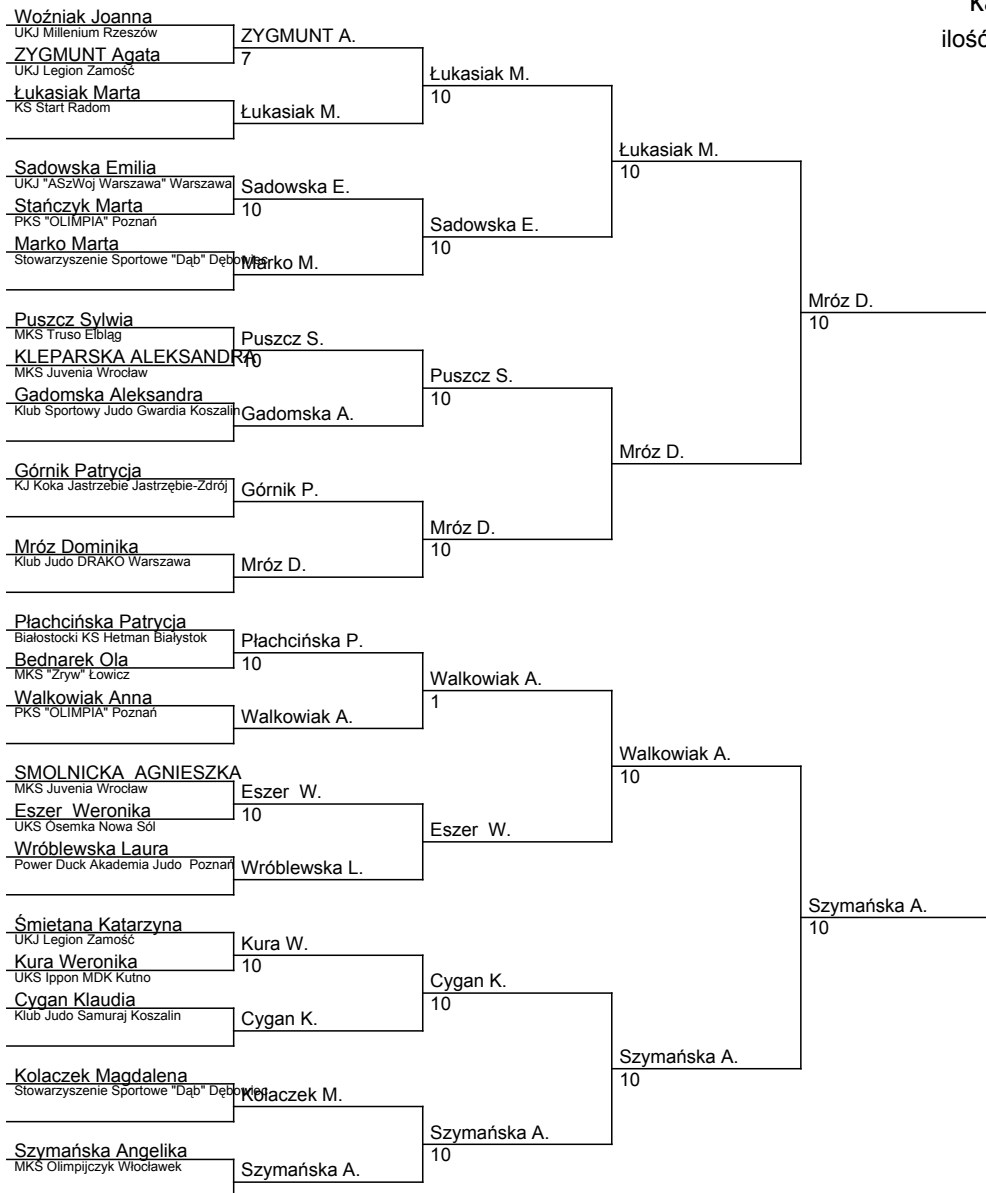 Ka
ilość
Woźniak Joanna
UKJ Millenium Rzeszów
ZYGMUNT Agata
UKJ Legion Zamość
Łukasiak Marta
KS Start Radom
Sadowska Emilia
UKJ "ASzWoj Warszawa" Warszawa
Stańczyk Marta
PKS "OLIMPIA" Poznań
Marko Marta
Stowarzyszenie Sportowe "Dąb" Dębowiec
Puszcz Sylwia
MKS Truso Elbląg
KLEPARSKA ALEKSANDRA
MKS Juvenia Wrocław
Gadomska Aleksandra
Klub Sportowy Judo Gwardia Koszalin
Górnik Patrycja
KJ Koka Jastrzebie Jastrzębie-Zdrój
Mróz Dominika
Klub Judo DRAKO Warszawa
Płachcińska Patrycja
Białostocki KS Hetman Białystok
Bednarek Ola
MKS "Zryw" Łowicz
Walkowiak Anna
PKS "OLIMPIA" Poznań
SMOLNICKA  AGNIESZKA
MKS Juvenia Wrocław
Eszer  Weronika
UKS Ósemka Nowa Sól
Wróblewska Laura
Power Duck Akademia Judo  Poznań
Śmietana Katarzyna
UKJ Legion Zamość
Kura Weronika
UKS Ippon MDK Kutno
Cygan Klaudia
Klub Judo Samuraj Koszalin
Kolaczek Magdalena
Stowarzyszenie Sportowe "Dąb" Dębowiec
Szymańska Angelika
MKS Olimpijczyk Włocławek
ZYGMUNT A.
7
Łukasiak M.
Sadowska E.
10
Marko M.
Puszcz S.
10
Gadomska A.
Górnik P.
Mróz D.
Płachcińska P.
10
Walkowiak A.
Eszer  W.
10
Wróblewska L.
Kura W.
10
Cygan K.
Kolaczek M.
Szymańska A.
Łukasiak M.
10
Sadowska E.
10
Puszcz S.
10
Mróz D.
10
Walkowiak A.
1
Eszer  W.
Cygan K.
10
Szymańska A.
10
Łukasiak M.
10
Mróz D.
Walkowiak A.
10
Szymańska A.
10
Mróz D.
10
Szymańska A.
10